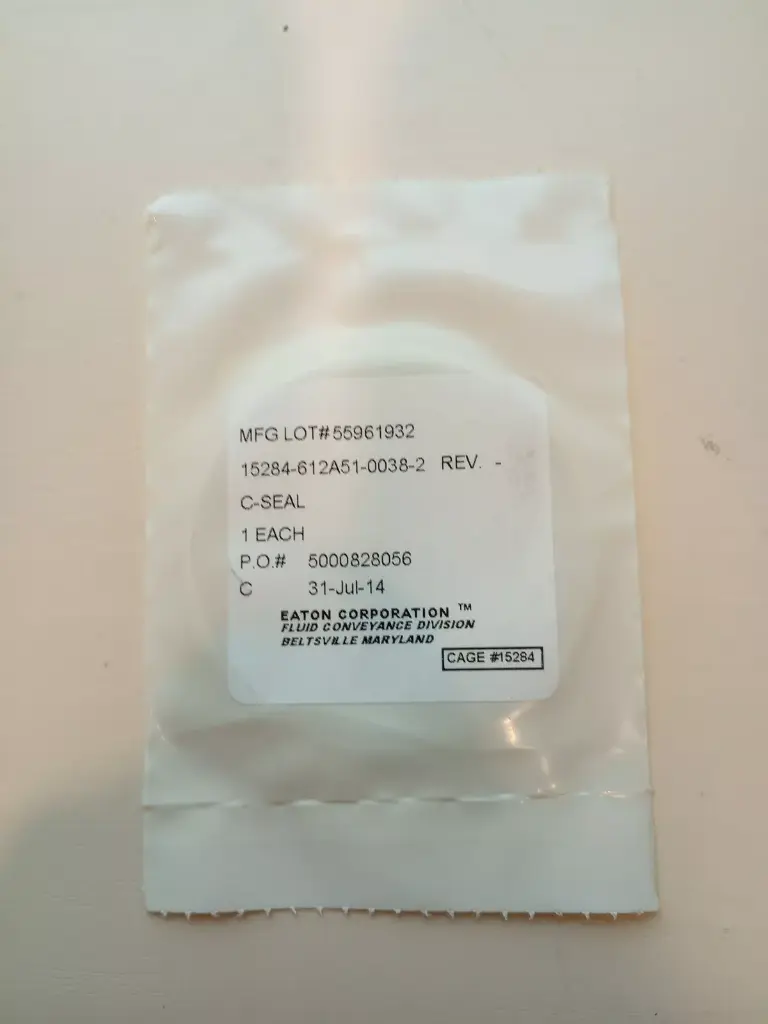 MFG LOT# 55961932
15284-612A51-0038-2 REV. -
C-SEAL
1 EACH
P.O.# 5000828056
C 31-Jul-14
EATON CORPORATION ™
FLUID CONVEYANCE DIVISION
BELTSVILLE MARYLAND
CAGE #15284